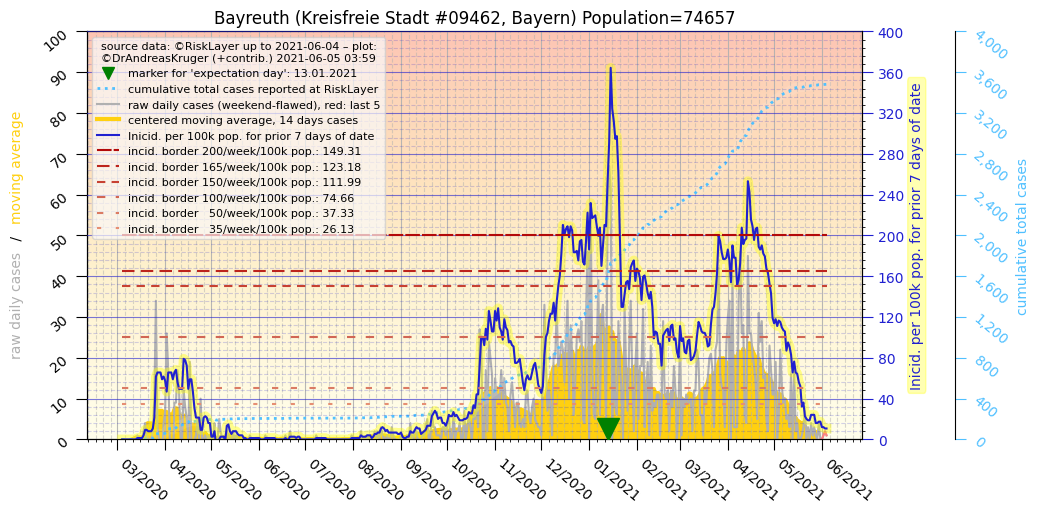 Bayreuth (Kreisfreie Stadt #09462, Bayern) Population=74657
source data: ©RiskLayer up to 2021-06-04 – plot:
©DrAndreasKruger (+contrib.) 2021-06-05 03:59
marker for 'expectation day': 13.01.2021
cumulative total cases reported at RiskLayer
raw daily cases (weekend-flawed), red: last 5
centered moving average, 14 days cases
Inicid. per 100k pop. for prior 7 days of date
incid. border 200/week/100k pop.: 149.31
incid. border 165/week/100k pop.: 123.18
incid. border 150/week/100k pop.: 111.99
incid. border 100/week/100k pop.: 74.66
incid. border 50/week/100k pop.: 37.33
incid. border 35/week/100k pop.: 26.13
raw daily cases / moving average
100
90
80
70
60
50
40
30
20
10
0
400
360
320
280
240
200
160
120
80
40
0
Inicid. per 100k pop. for prior 7 days of date
4,000
3,600
3,200
2,800
2,400
2,000
1,600
1,200
800
400
0
cumulative total cases
03/2020
04/2020
05/2020
06/2020
07/2020
08/2020
09/2020
10/2020
11/2020
12/2020
01/2021
02/2021
03/2021
04/2021
05/2021
06/2021